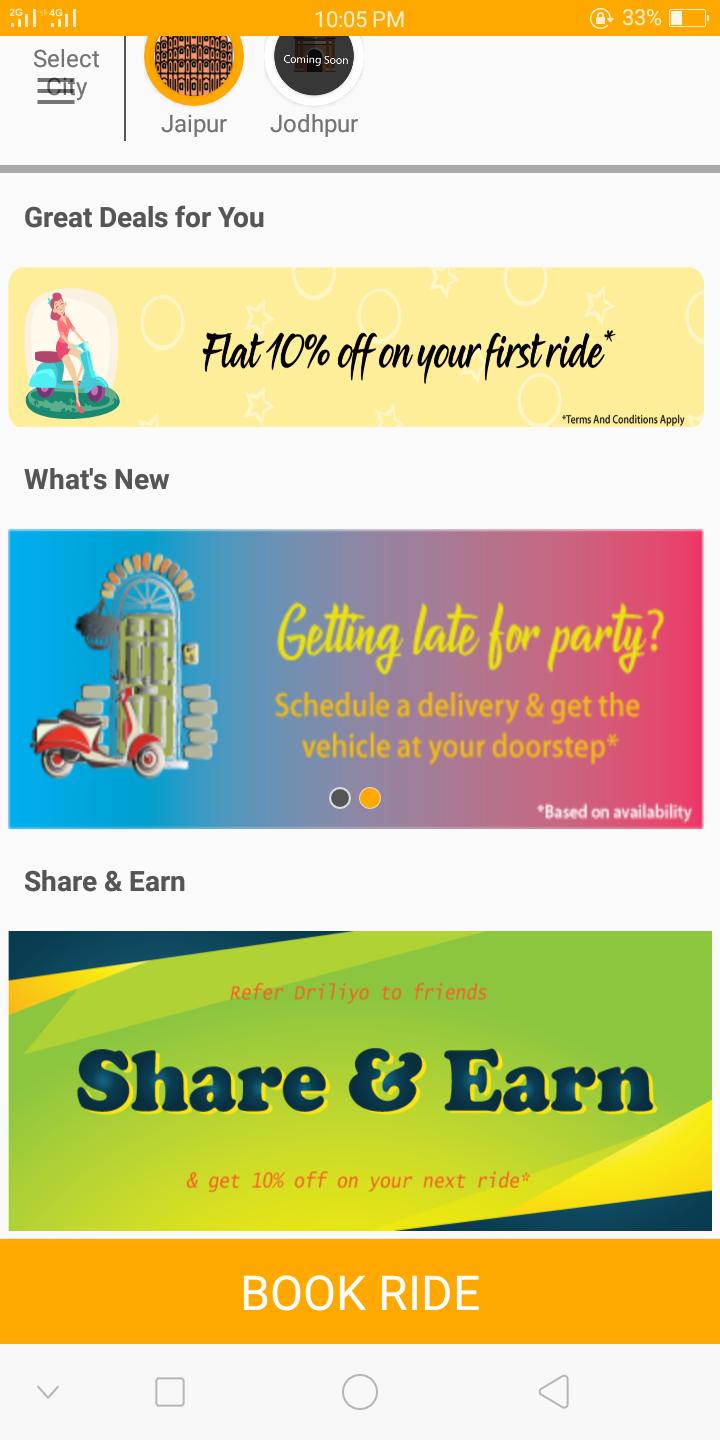 2G 4G 10:05 PM 33%
Select
City
Coming Soon
Jaipur Jodhpur
Great Deals for You
Flat 10% off on your first ride*
*Terms And Conditions Apply
What's New
Getting late for party?
Schedule a delivery & get the
vehicle at your doorstep*
*Based on availability
Share & Earn
Refer Driliyo to friends
Share & Earn
& get 10% off on your next ride*
BOOK RIDE